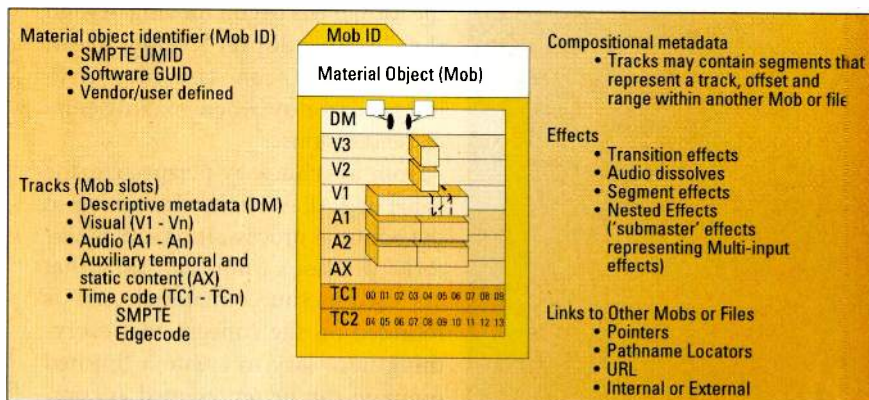 Material object identifier (Mob ID)
• SMPTE UMID
• Software GUID
• Vendor/user defined
Tracks (Mob slots)
• Descriptive metadata (DM)
• Visual (V1 - Vn)
• Audio (A1 - An)
• Auxiliary temporal and
static content (AX)
• Time code (TC1 - TCn)
SMPTE
Edgecode
Mob ID
Material Object (Mob)
DM
V3
V2
V1
A1
A2
AX
TC1 00 01 02 03 04 05 06 07 08 09
TC2 04 05 06 07 08 09 10 11 12 13
Compositional metadata
• Tracks may contain segments that
represent a track, offset and
range within another Mob or file
Effects
• Transition effects
• Audio dissolves
• Segment effects
• Nested Effects
('submaster' effects
representing Multi-input
effects)
Links to Other Mobs or Files
• Pointers
• Pathname Locators
• URL
• Internal or External